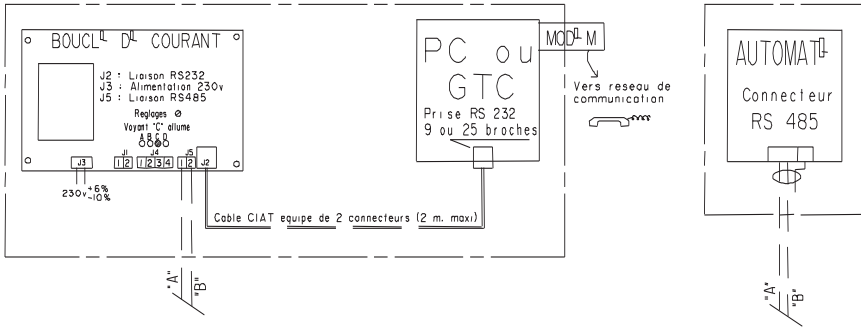 BOUCLE DE COURANT
J2 : Liaison RS232
J3 : Alimentation 230v
J5 : Liaison RS485
Reglages Ø
Voyant "C" allume
A B C D
J3
J1
1 2
J4
1 2 3 4
J5
1 2
J2
230v +6%
-10%
Cable CIAT equipe de 2 connecteurs (2 m. maxi)
"A"
"B"
PC ou
GTC
Prise RS 232
9 ou 25 broches
MODEM
Vers reseau de
communication
AUTOMATE
Connecteur
RS 485
"A"
"B"